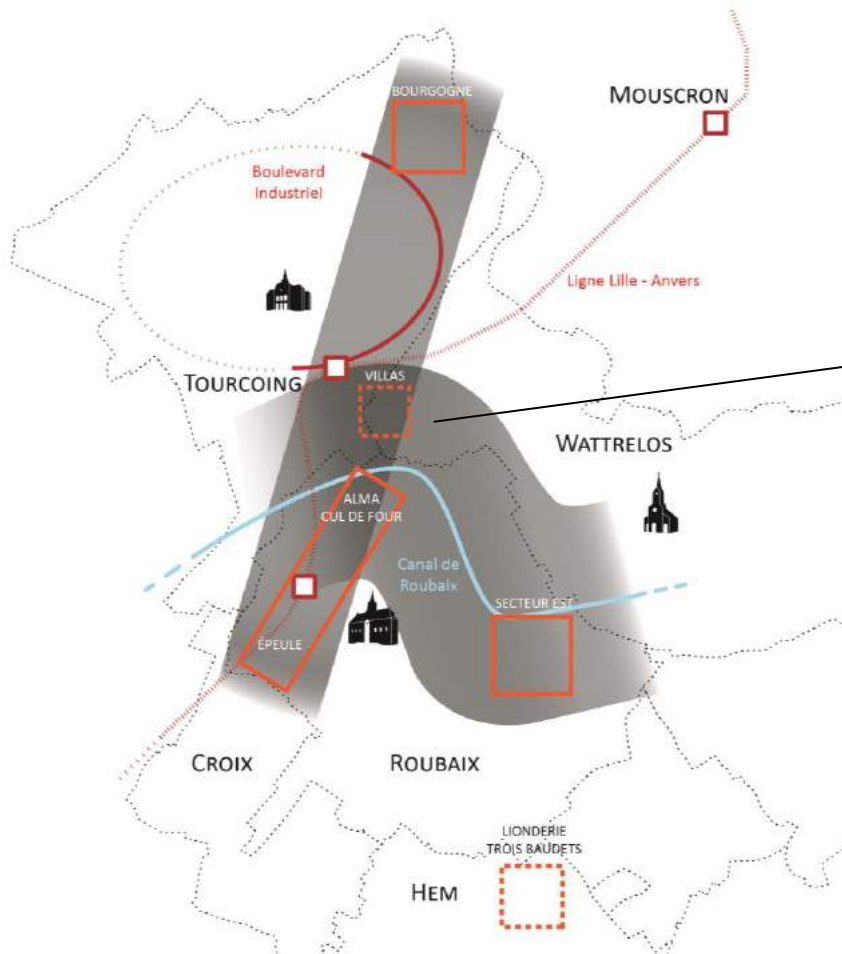 BOURGOGNE
MOUSCRON
Boulevard
Industriel
Ligne Lille - Anvers
TOURCOING
VILLAS
WATTRELOS
ALMA
CUL DE FOUR
Canal de
Roubaix
SECTEUR EST
ÉPEULE
CROIX
ROUBAIX
LIONDERIE
TROIS BAUDETS
HEM